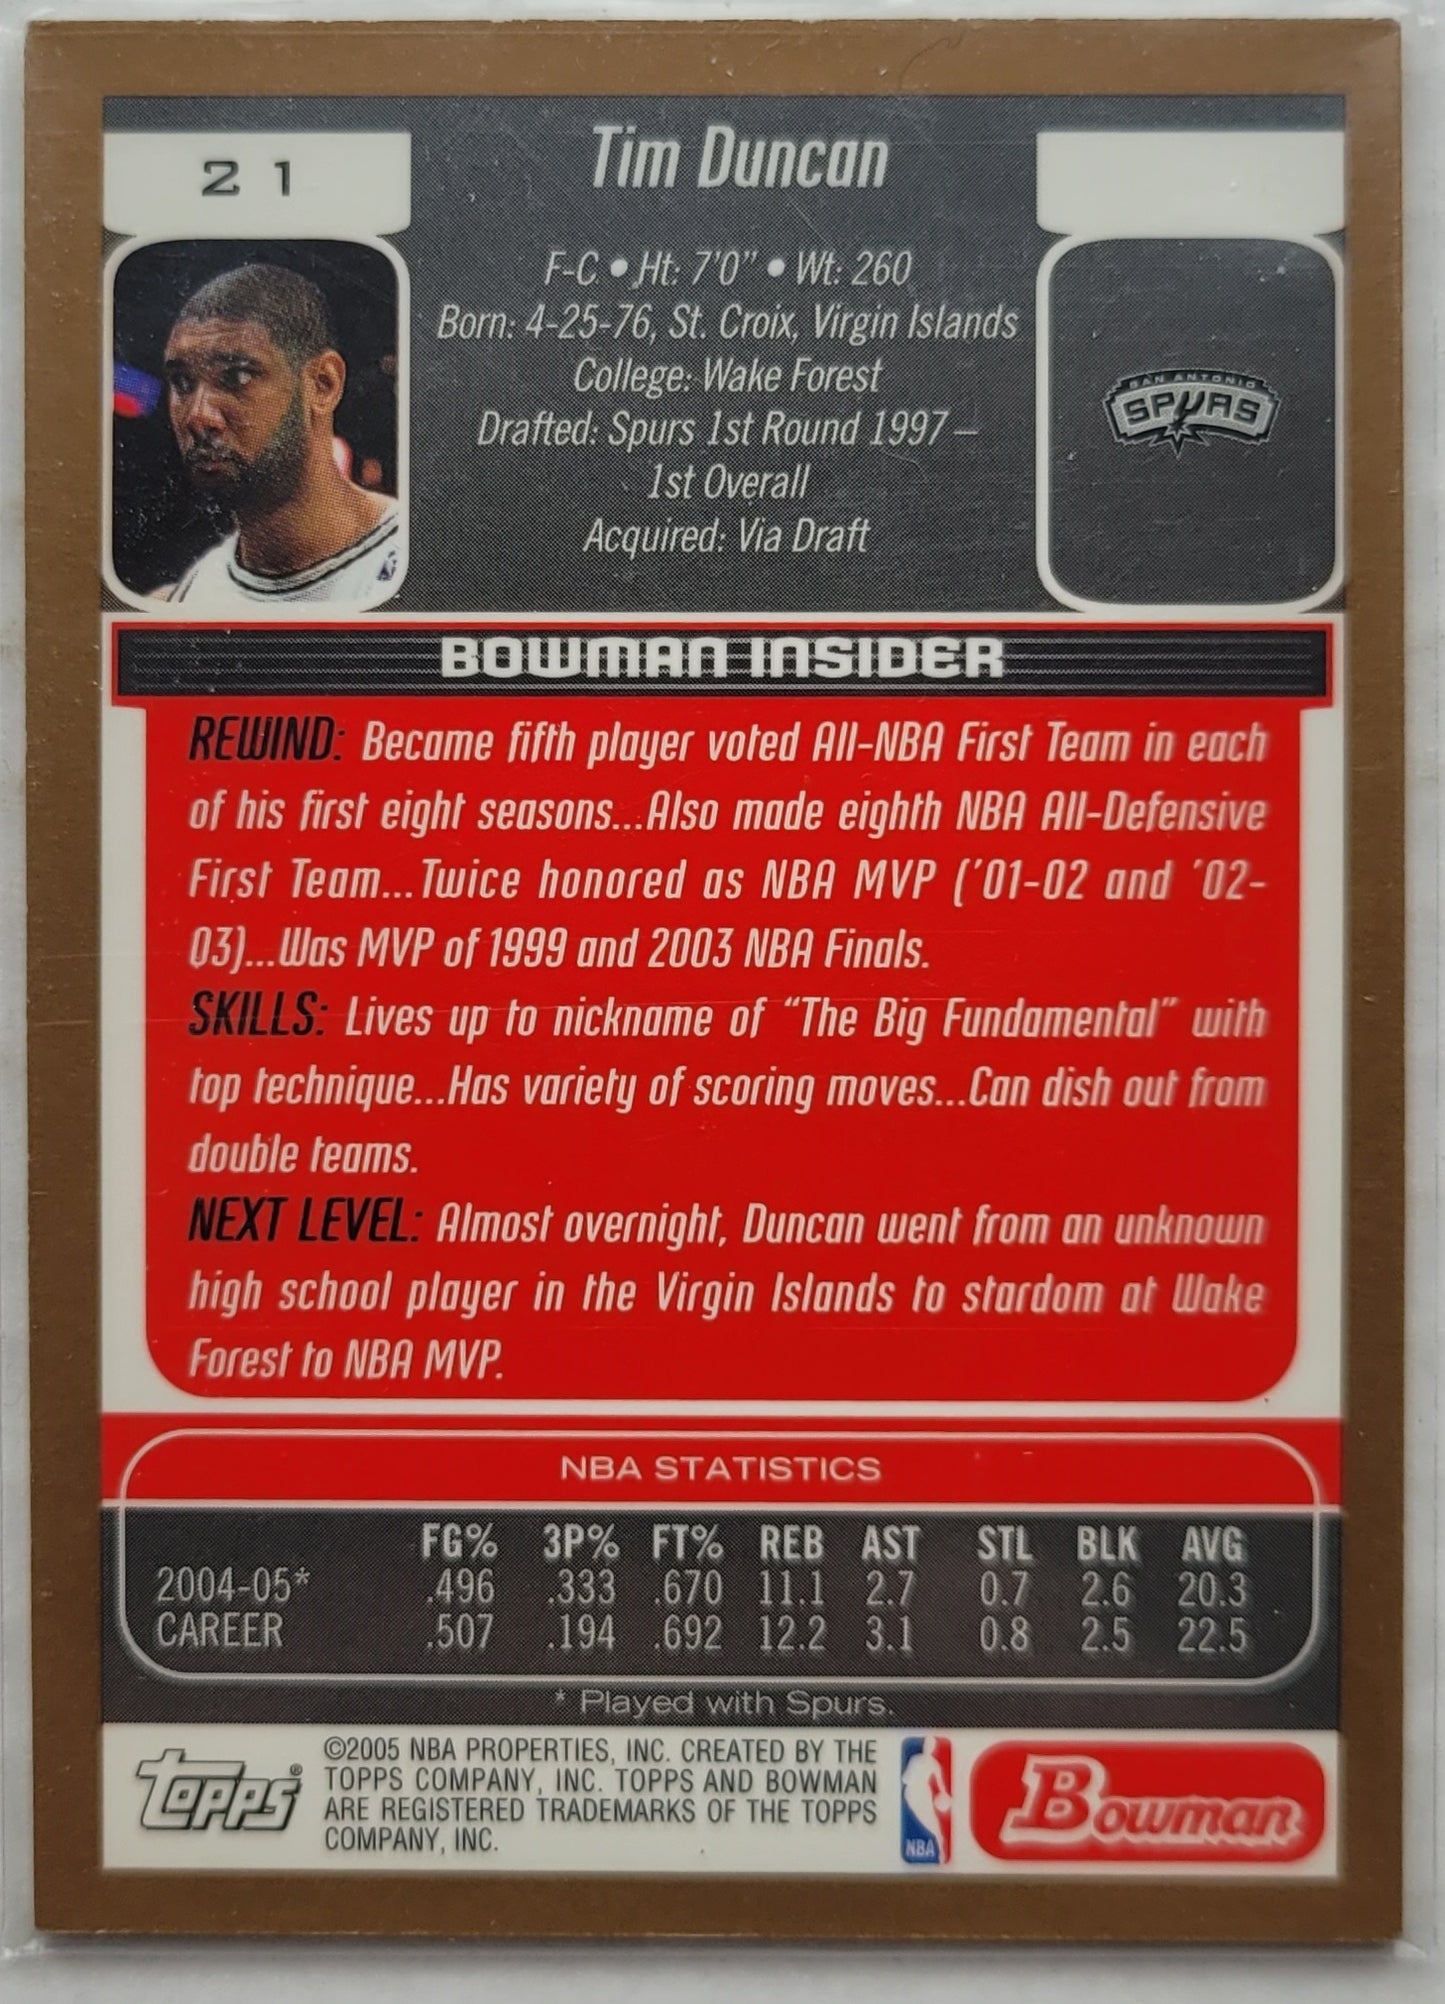 21
Tim Duncan
F-C • Ht: 7'0" • Wt: 260
Born: 4-25-76, St. Croix, Virgin Islands
College: Wake Forest
Drafted: Spurs 1st Round 1997 –
1st Overall
Acquired: Via Draft
SAN ANTONIO
SPURS
BOWMAN INSIDER
REWIND: Became fifth player voted All-NBA First Team in each
of his first eight seasons...Also made eighth NBA All-Defensive
First Team...Twice honored as NBA MVP ('01-02 and '02-
03)...Was MVP of 1999 and 2003 NBA Finals.
SKILLS: Lives up to nickname of “The Big Fundamental” with
top technique...Has variety of scoring moves...Can dish out from
double teams.
NEXT LEVEL: Almost overnight, Duncan went from an unknown
high school player in the Virgin Islands to stardom at Wake
Forest to NBA MVP.
NBA STATISTICS
FG% 3P% FT% REB AST STL BLK AVG
2004-05* .496 .333 .670 11.1 2.7 0.7 2.6 20.3
CAREER .507 .194 .692 12.2 3.1 0.8 2.5 22.5
* Played with Spurs.
Topps®
©2005 NBA PROPERTIES, INC. CREATED BY THE
TOPPS COMPANY, INC. TOPPS AND BOWMAN
ARE REGISTERED TRADEMARKS OF THE TOPPS
COMPANY, INC.
NBA
Bowman